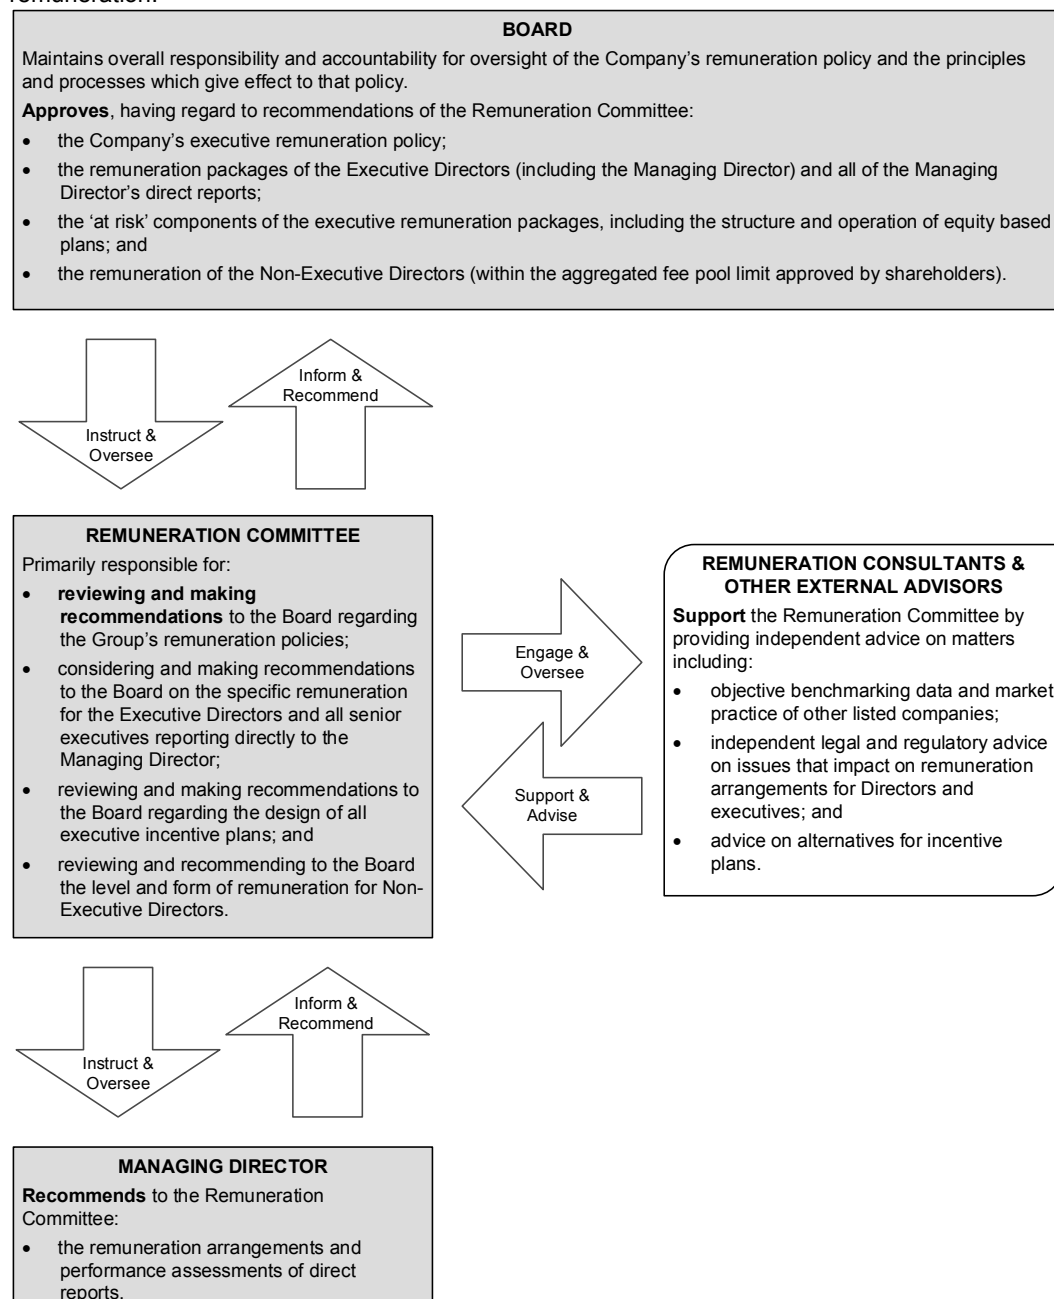 remuneration.
BOARD
Maintains overall responsibility and accountability for oversight of the Company’s remuneration policy and the principles
and processes which give effect to that policy.
Approves, having regard to recommendations of the Remuneration Committee:
• the Company’s executive remuneration policy;
• the remuneration packages of the Executive Directors (including the Managing Director) and all of the Managing
Director’s direct reports;
• the ‘at risk’ components of the executive remuneration packages, including the structure and operation of equity based
plans; and
• the remuneration of the Non-Executive Directors (within the aggregated fee pool limit approved by shareholders).
Instruct &
Oversee
Inform &
Recommend
REMUNERATION COMMITTEE
Primarily responsible for:
• reviewing and making
recommendations to the Board regarding
the Group’s remuneration policies;
• considering and making recommendations
to the Board on the specific remuneration
for the Executive Directors and all senior
executives reporting directly to the
Managing Director;
• reviewing and making recommendations to
the Board regarding the design of all
executive incentive plans; and
• reviewing and recommending to the Board
the level and form of remuneration for Non-
Executive Directors.
Engage &
Oversee
Support &
Advise
REMUNERATION CONSULTANTS &
OTHER EXTERNAL ADVISORS
Support the Remuneration Committee by
providing independent advice on matters
including:
• objective benchmarking data and market
practice of other listed companies;
• independent legal and regulatory advice
on issues that impact on remuneration
arrangements for Directors and
executives; and
• advice on alternatives for incentive
plans.
Instruct &
Oversee
Inform &
Recommend
MANAGING DIRECTOR
Recommends to the Remuneration
Committee:
• the remuneration arrangements and
performance assessments of direct
reports.